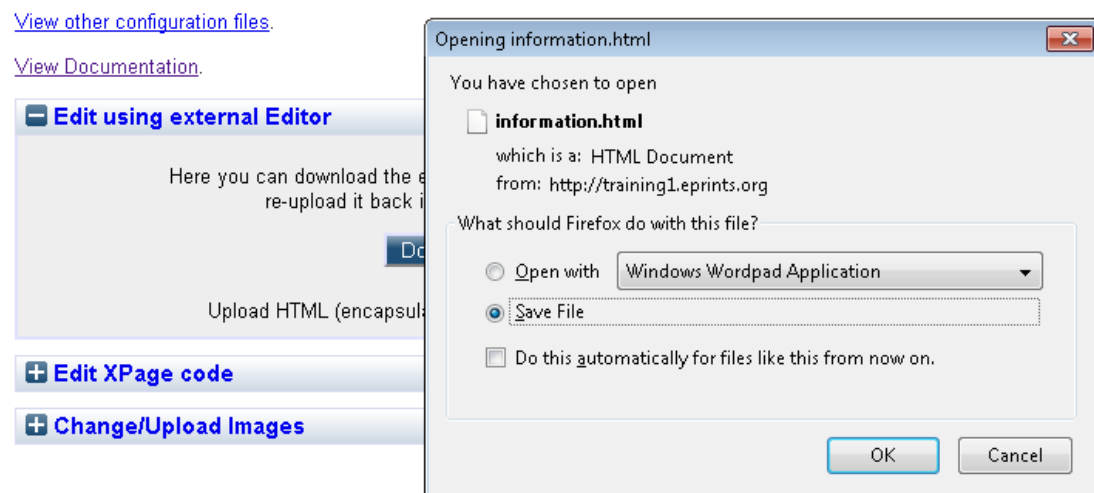 View other configuration files.
View Documentation.
Edit using external Editor
Here you can download the e
re-upload it back i
Do
Upload HTML (encapsul
Edit XPage code
Change/Upload Images
Opening information.html
You have chosen to open
information.html
which is a: HTML Document
from: http://training1.eprints.org
What should Firefox do with this file?
Open with Windows Wordpad Application
Save File
Do this automatically for files like this from now on.
OK Cancel